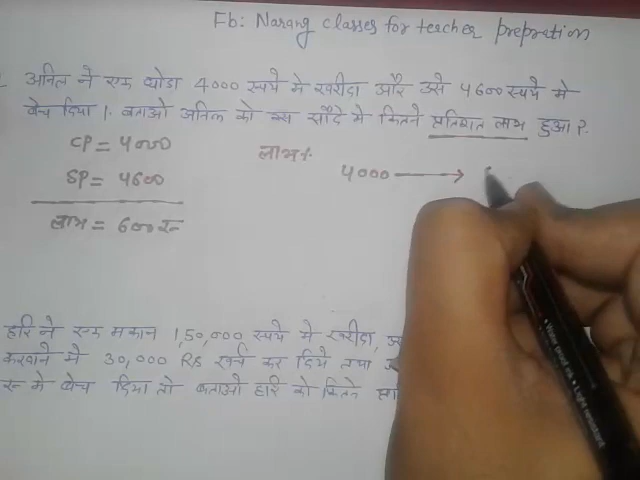 Fb: Narang classes for teacher prepration
अनिल ने एक घोडा 4000 रुपये मे खरीदा और उसे 4600 रुपये मे
बेच दिया । बताओ अनिल को इस सौदे मे कितने प्रतिशत लाभ हुआ ?
CP = 4000
लाभ %
SP = 4600
4000 →
लाभ = 600 रु
हरि ने एक मकान 1,50,000 रुपये मे खरीदा,
करवाने मे 30,000 Rs खर्च कर दिये तथा
रु मे बेच दिया तो बताओ हरि को कितने